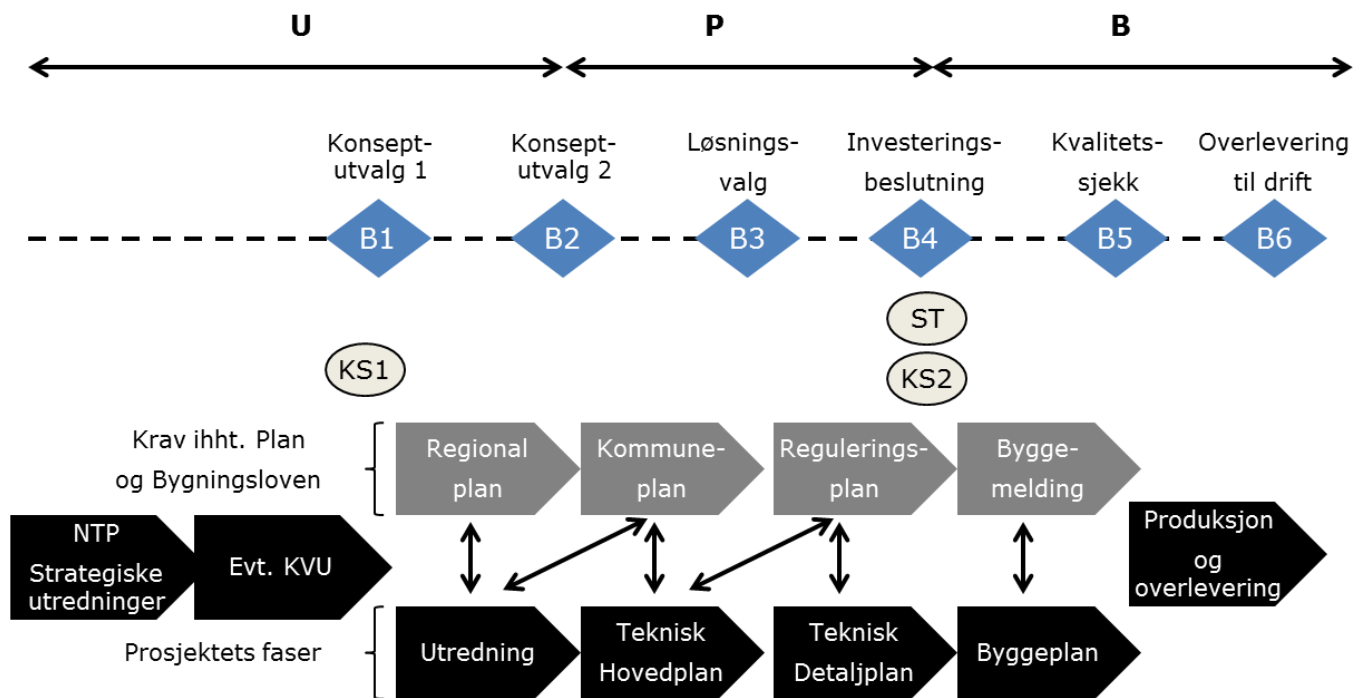 U
P
B
Konsept-
utvalg 1
Konsept-
utvalg 2
Løsnings-
valg
Investerings-
beslutning
Kvalitets-
sjekk
Overlevering
til drift
B1
B2
B3
B4
B5
B6
ST
KS1
KS2
Krav ihht. Plan
og Bygningsloven
Regional
plan
Kommune-
plan
Regulerings-
plan
Bygge-
melding
NTP
Strategiske
utredninger
Evt. KVU
Produksjon
og
overlevering
Prosjektets faser
Utredning
Teknisk
Hovedplan
Teknisk
Detaljplan
Byggeplan